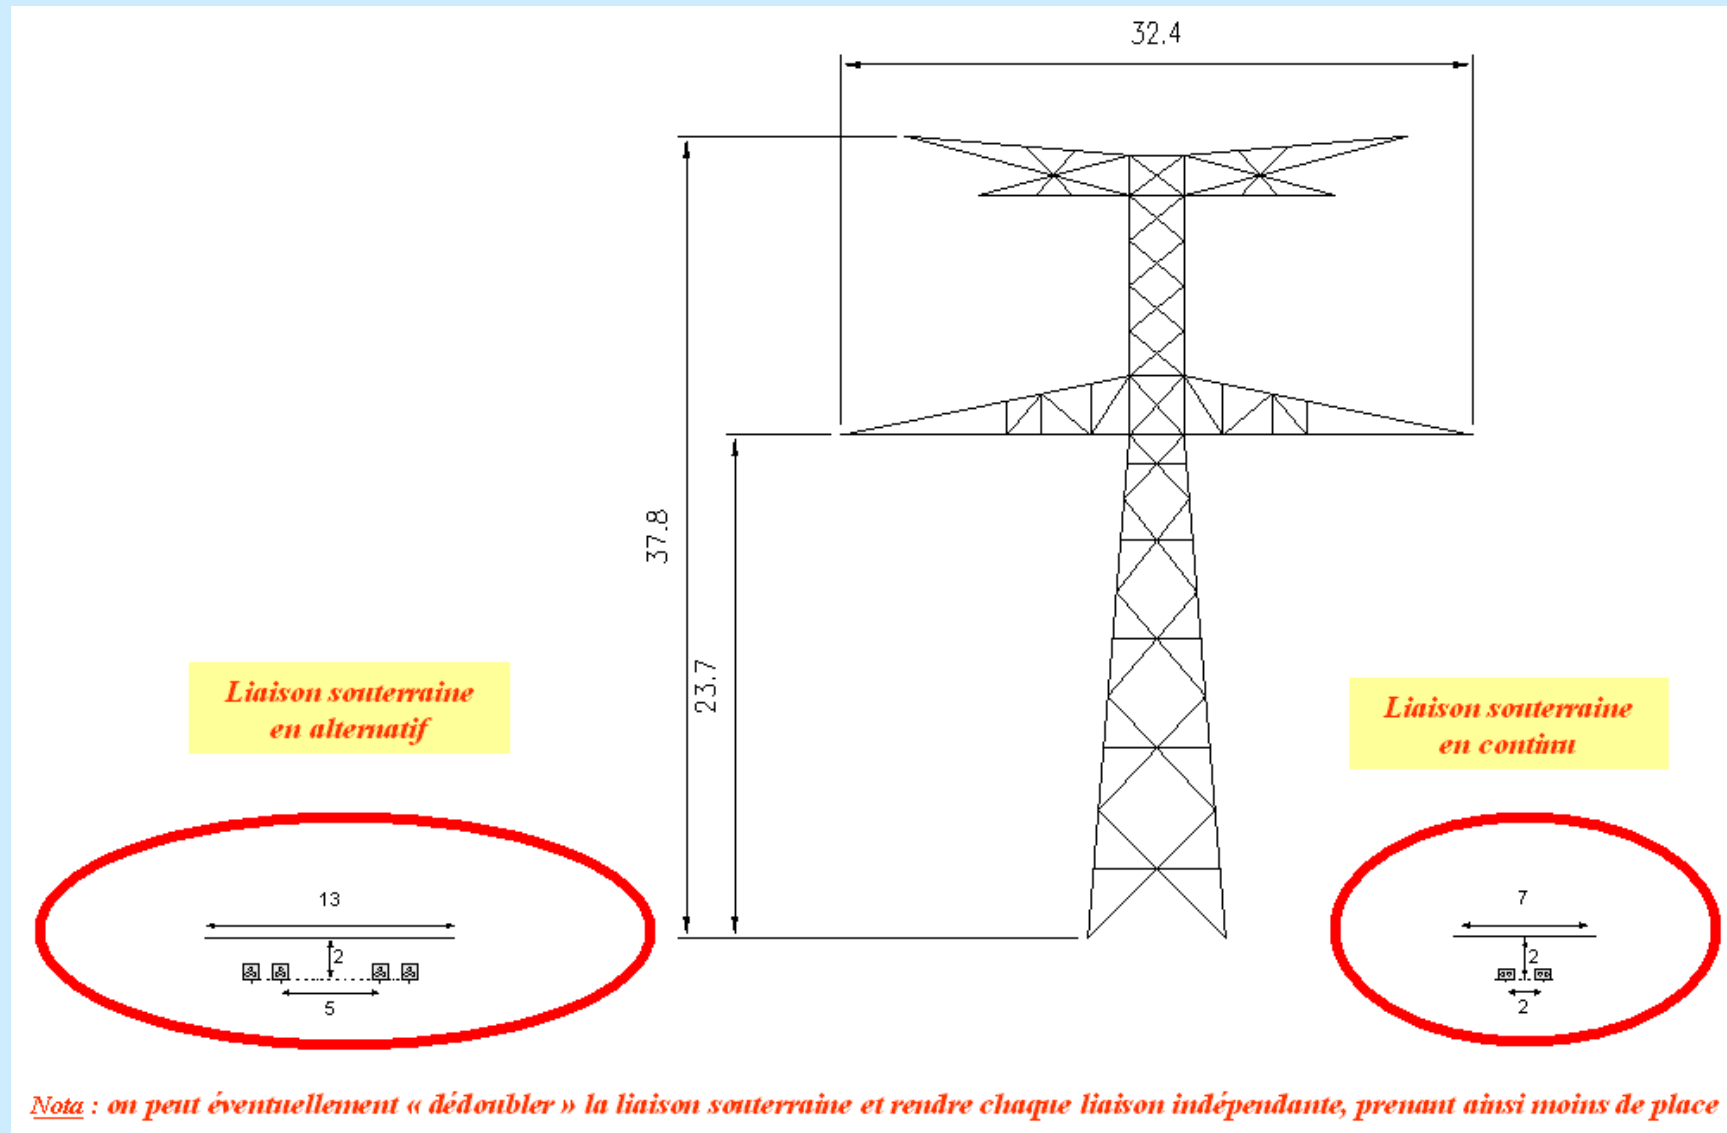 32.4
37.8
23.7
Liaison souterraine
en alternatif
Liaison souterraine
en continu
13
2
5
7
2
2
Nota : on peut éventuellement « dédoubler » la liaison souterraine et rendre chaque liaison indépendante, prenant ainsi moins de place